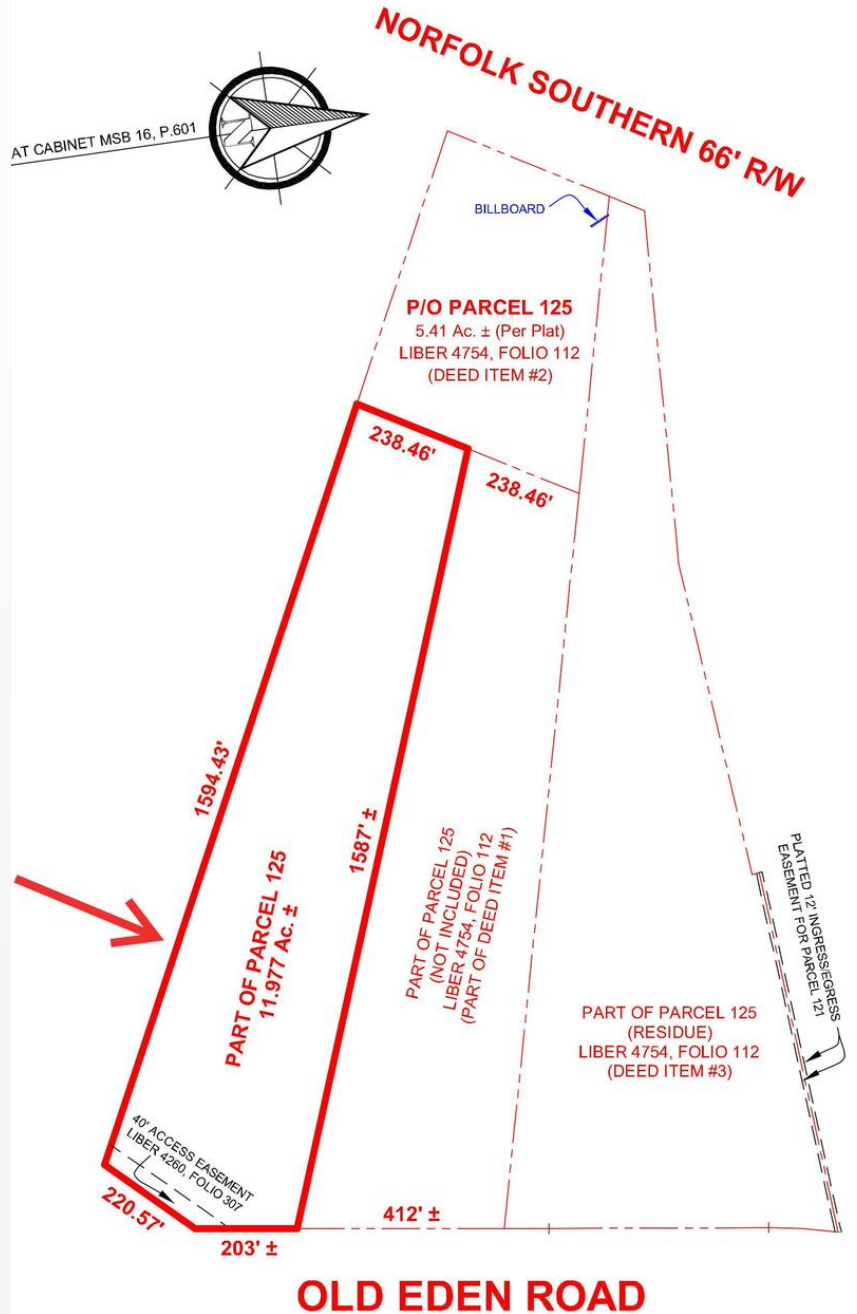 NORFOLK SOUTHERN 66' R/W
AT CABINET MSB 16, P.601
N
BILLBOARD
P/O PARCEL 125
5.41 Ac. ± (Per Plat)
LIBER 4754, FOLIO 112
(DEED ITEM #2)
238.46'
238.46'
1594.43'
1587' ±
PART OF PARCEL 125
11.977 Ac. ±
PART OF PARCEL 125
(NOT INCLUDED)
LIBER 4754, FOLIO 112
(PART OF DEED ITEM #1)
PLATTED 12' INGRESS/EGRESS
EASEMENT FOR PARCEL 121
PART OF PARCEL 125
(RESIDUE)
LIBER 4754, FOLIO 112
(DEED ITEM #3)
40' ACCESS EASEMENT
LIBER 4260, FOLIO 307
220.57'
203' ±
412' ±
OLD EDEN ROAD